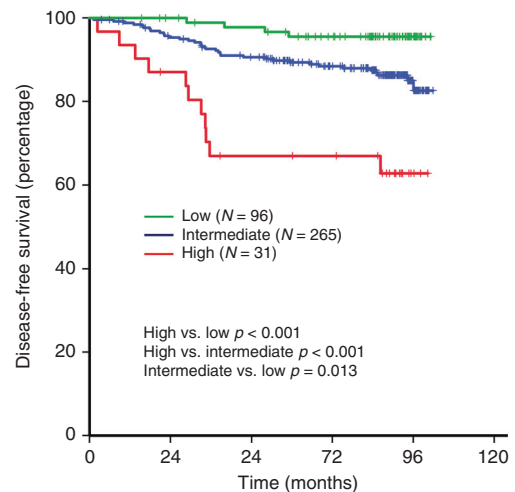 Disease-free survival (percentage)
100
80
60
40
20
0
Low (N = 96)
Intermediate (N = 265)
High (N = 31)
High vs. low p < 0.001
High vs. intermediate p < 0.001
Intermediate vs. low p = 0.013
0 24 24 72 96 120
Time (months)